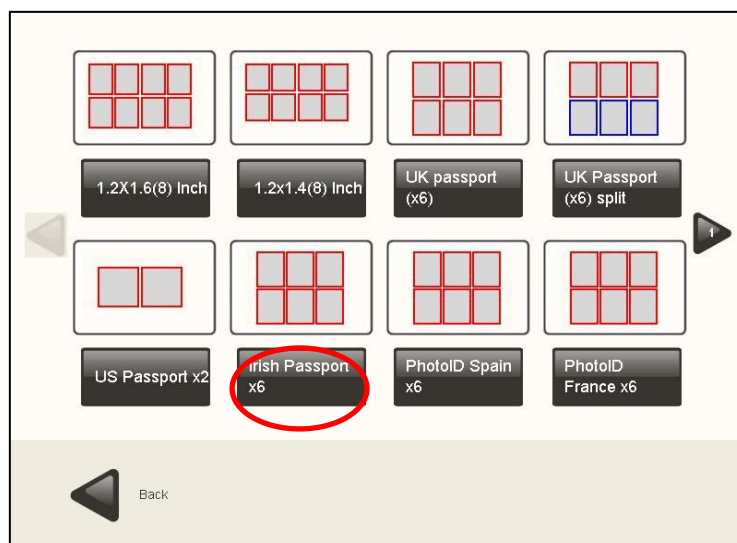 1.2X1.6(8) Inch
1.2x1.4(8) Inch
UK passport
(x6)
UK Passport
(x6) split
1
US Passport x2
Irish Passport
x6
PhotoID Spain
x6
PhotoID
France x6
Back